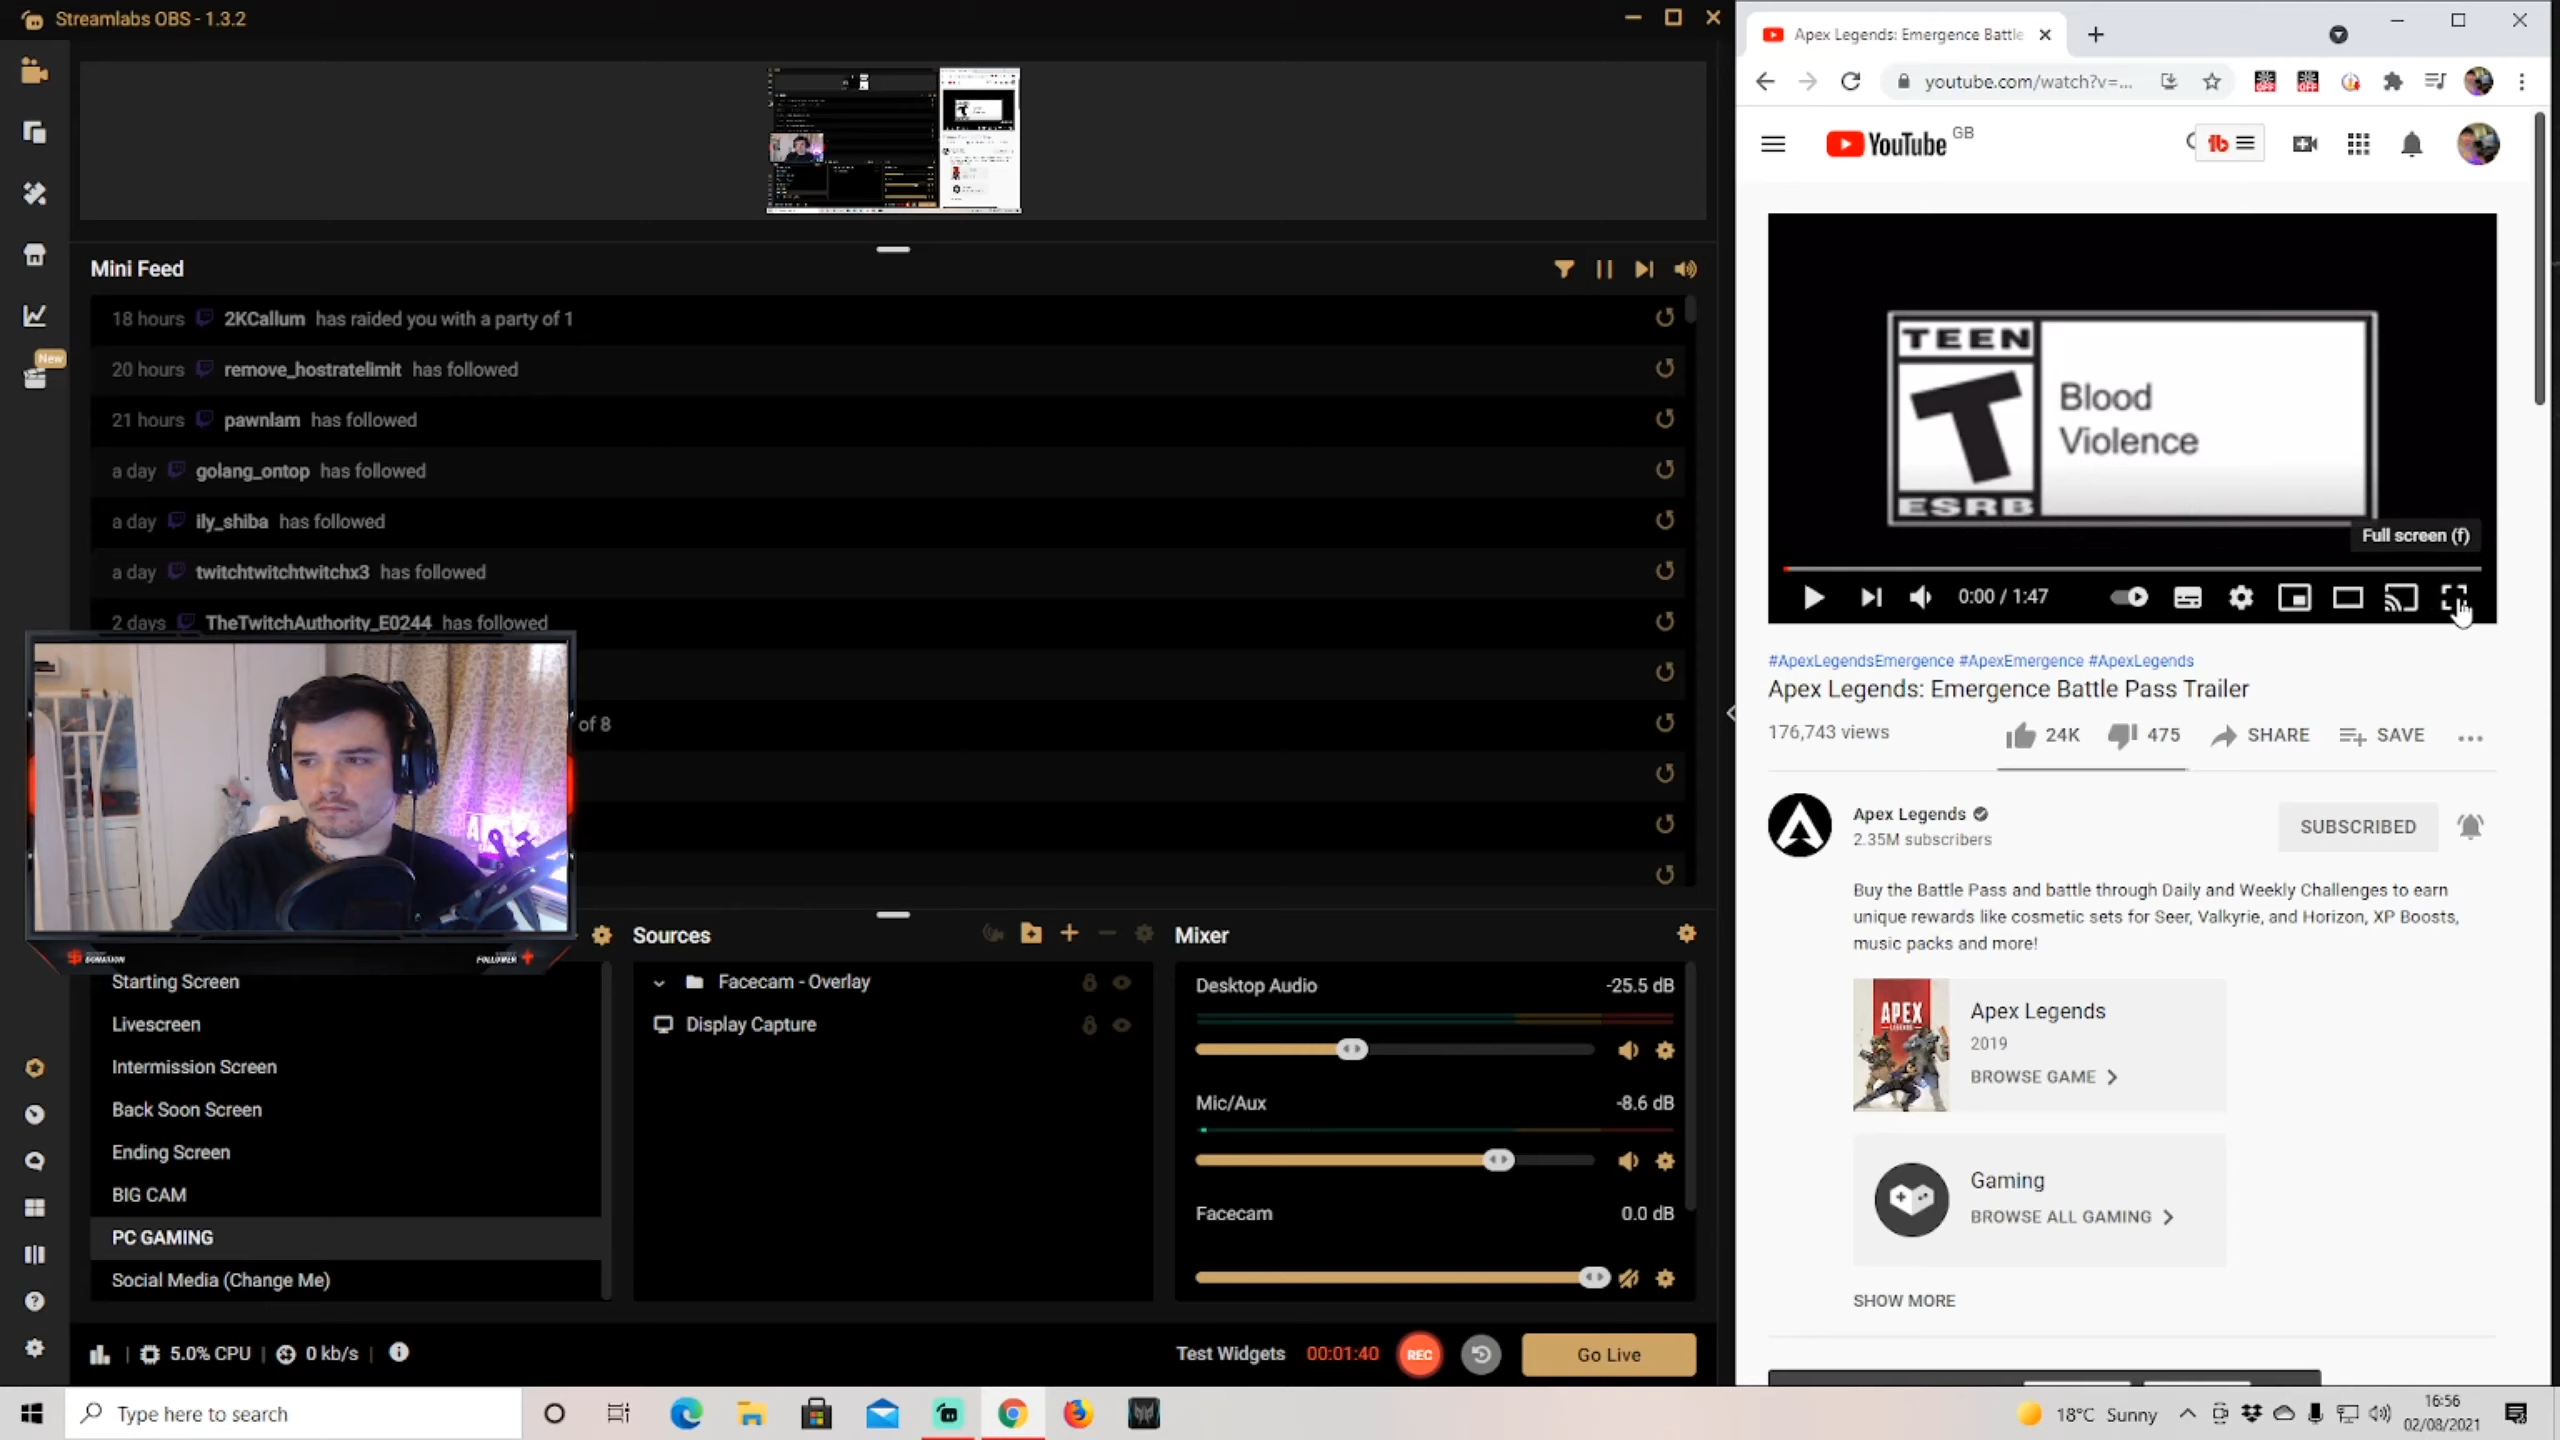 Streamlabs OBS - 1.3.2
Mini Feed
18 hours 2KCallum has raided you with a party of 1
20 hours remove_hostratelimit has followed
21 hours pawnlam has followed
a day golang_ontop has followed
a day ily_shiba has followed
a day twitchtwitchtwitchx3 has followed
2 days TheTwitchAuthority_E0244 has followed
of 8
DONATION
FOLLOWER
New
Starting Screen
Livescreen
Intermission Screen
Back Soon Screen
Ending Screen
BIG CAM
PC GAMING
Social Media (Change Me)
Sources
Facecam - Overlay
Display Capture
Mixer
Desktop Audio -25.5 dB
Mic/Aux -8.6 dB
Facecam 0.0 dB
5.0% CPU
0 kb/s
Test Widgets 00:01:40 REC
Go Live
Apex Legends: Emergence Battle
youtube.com/watch?v=...
OFF OFF
YouTube GB
tb
TEEN
T
ESRB
Blood
Violence
Full screen (f)
0:00 / 1:47
#ApexLegendsEmergence #ApexEmergence #ApexLegends
Apex Legends: Emergence Battle Pass Trailer
176,743 views 24K 475 SHARE SAVE
Apex Legends
2.35M subscribers
SUBSCRIBED
Buy the Battle Pass and battle through Daily and Weekly Challenges to earn
unique rewards like cosmetic sets for Seer, Valkyrie, and Horizon, XP Boosts,
music packs and more!
APEX
LEGENDS
Apex Legends
2019
BROWSE GAME
Gaming
BROWSE ALL GAMING
SHOW MORE
Type here to search
18°C Sunny
16:56
02/08/2021